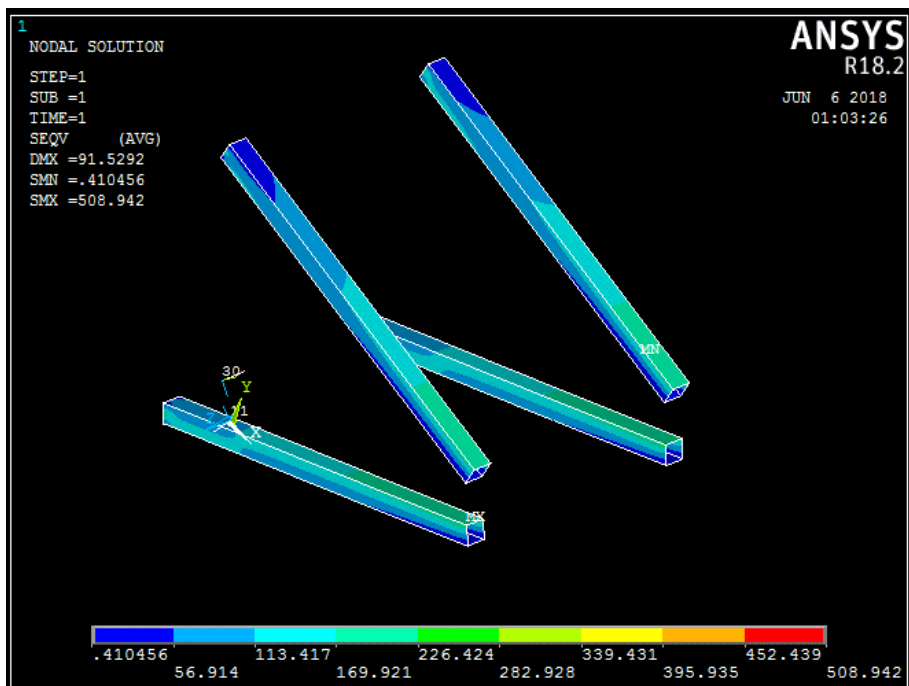 1
NODAL SOLUTION
STEP=1
SUB =1
TIME=1
SEQV (AVG)
DMX =91.5292
SMN =.410456
SMX =508.942
ANSYS
R18.2
JUN 6 2018
01:03:26
MN
30
Y
11
Z
X
MX
.410456 113.417 226.424 339.431 452.439
56.914 169.921 282.928 395.935 508.942